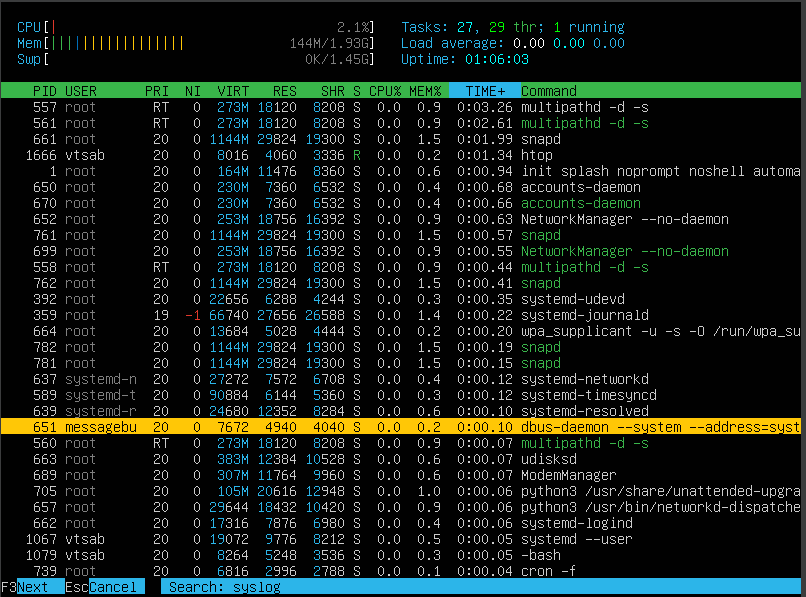 CPU[| 2.1%] Tasks: 27, 29 thr; 1 running
Mem[||||||||||||||||| 144M/1.93G] Load average: 0.00 0.00 0.00
Swp[ 0K/1.45G] Uptime: 01:06:03
PID USER PRI NI VIRT RES SHR S CPU% MEM% TIME+ Command
557 root RT 0 273M 18120 8208 S 0.0 0.9 0:03.26 multipathd -d -s
561 root RT 0 273M 18120 8208 S 0.0 0.9 0:02.61 multipathd -d -s
661 root 20 0 1144M 29824 19300 S 0.0 1.5 0:01.99 snapd
1666 vtsab 20 0 8016 4060 3336 R 0.0 0.2 0:01.34 htop
1 root 20 0 164M 11476 8360 S 0.0 0.6 0:00.94 init splash noprompt noshell automa
650 root 20 0 230M 7360 6532 S 0.0 0.4 0:00.68 accounts-daemon
670 root 20 0 230M 7360 6532 S 0.0 0.4 0:00.66 accounts-daemon
652 root 20 0 253M 18756 16392 S 0.0 0.9 0:00.63 NetworkManager --no-daemon
761 root 20 0 1144M 29824 19300 S 0.0 1.5 0:00.57 snapd
699 root 20 0 253M 18756 16392 S 0.0 0.9 0:00.55 NetworkManager --no-daemon
558 root RT 0 273M 18120 8208 S 0.0 0.9 0:00.44 multipathd -d -s
762 root 20 0 1144M 29824 19300 S 0.0 1.5 0:00.41 snapd
392 root 20 0 22656 6288 4244 S 0.0 0.3 0:00.35 systemd-udevd
359 root 19 -1 66740 27656 26588 S 0.0 1.4 0:00.22 systemd-journald
664 root 20 0 13684 5028 4444 S 0.0 0.2 0:00.20 wpa_supplicant -u -s -O /run/wpa_su
782 root 20 0 1144M 29824 19300 S 0.0 1.5 0:00.19 snapd
781 root 20 0 1144M 29824 19300 S 0.0 1.5 0:00.15 snapd
637 systemd-n 20 0 27272 7572 6708 S 0.0 0.4 0:00.12 systemd-networkd
589 systemd-t 20 0 90884 6144 5360 S 0.0 0.3 0:00.12 systemd-timesyncd
639 systemd-r 20 0 24680 12352 8284 S 0.0 0.6 0:00.10 systemd-resolved
651 messagebu 20 0 7672 4940 4040 S 0.0 0.2 0:00.10 dbus-daemon --system --address=syst
560 root RT 0 273M 18120 8208 S 0.0 0.9 0:00.07 multipathd -d -s
663 root 20 0 383M 12384 10528 S 0.0 0.6 0:00.07 udisksd
689 root 20 0 307M 11764 9960 S 0.0 0.6 0:00.07 ModemManager
705 root 20 0 105M 20616 12948 S 0.0 1.0 0:00.06 python3 /usr/share/unattended-upgra
657 root 20 0 29644 18432 10420 S 0.0 0.9 0:00.06 python3 /usr/bin/networkd-dispatche
662 root 20 0 17316 7876 6980 S 0.0 0.4 0:00.06 systemd-logind
1067 vtsab 20 0 19072 9776 8212 S 0.0 0.5 0:00.05 systemd --user
1079 vtsab 20 0 8264 5248 3536 S 0.0 0.3 0:00.05 -bash
739 root 20 0 6816 2996 2788 S 0.0 0.1 0:00.04 cron -f
F3Next EscCancel Search: syslog